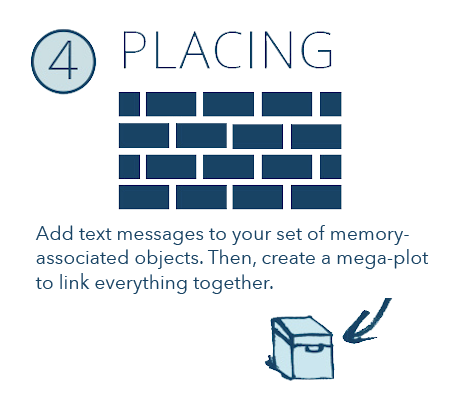 4 PLACING
Add text messages to your set of memory-
associated objects. Then, create a mega-plot
to link everything together.